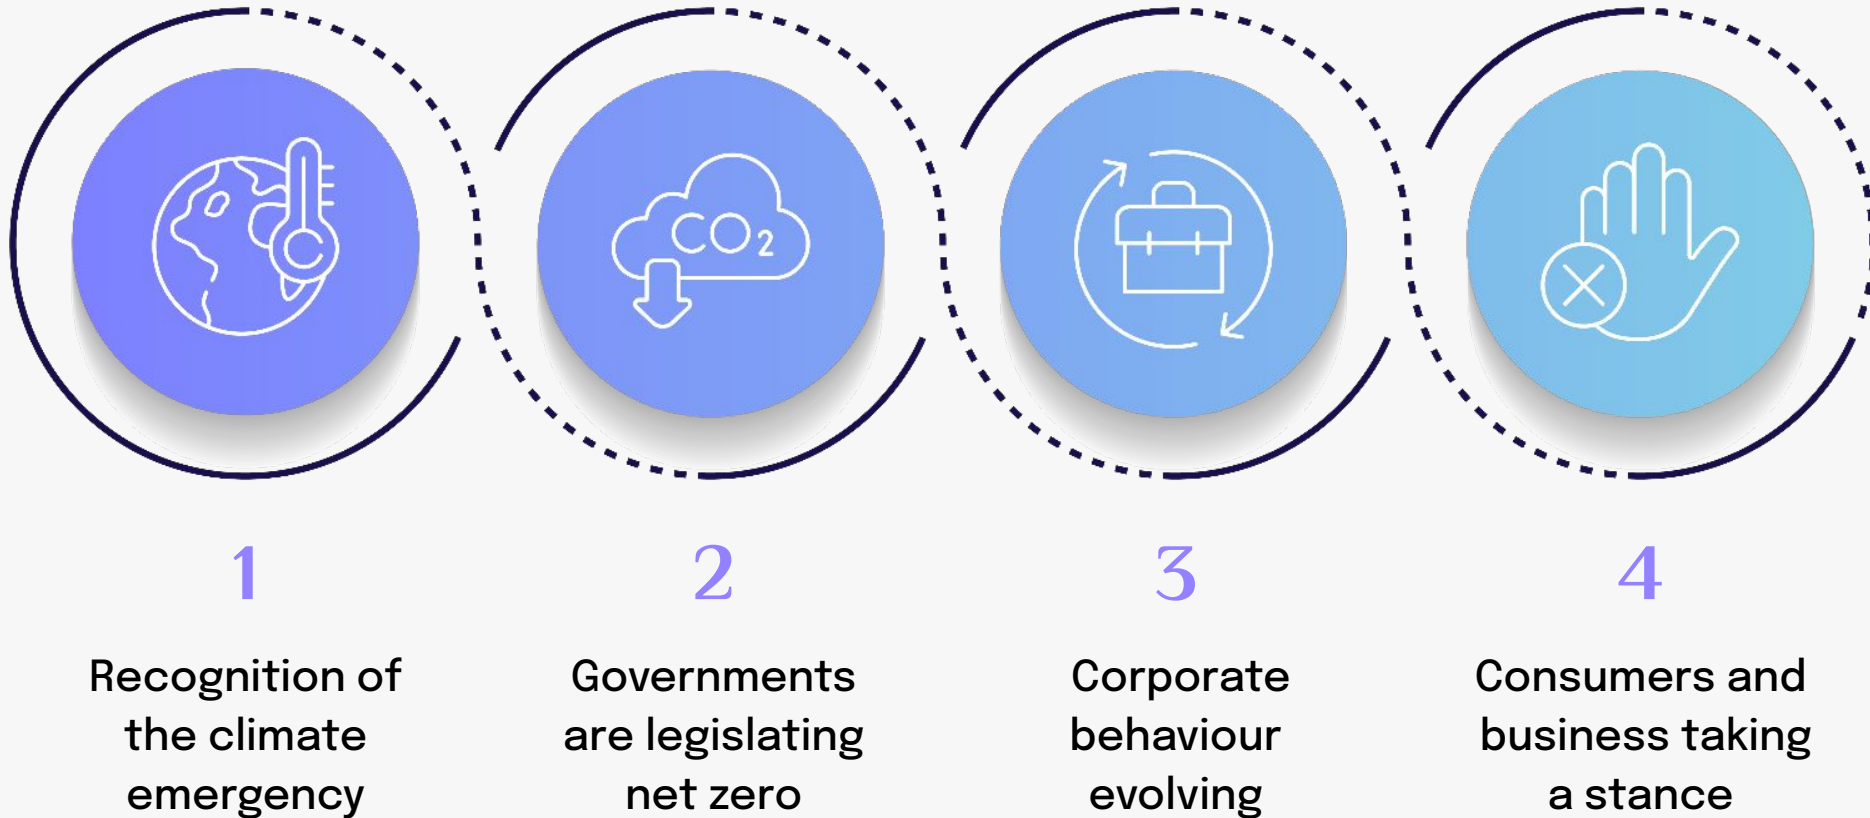 CO2
1
Recognition of
the climate
emergency
2
Governments
are legislating
net zero
3
Corporate
behaviour
evolving
4
Consumers and
business taking
a stance